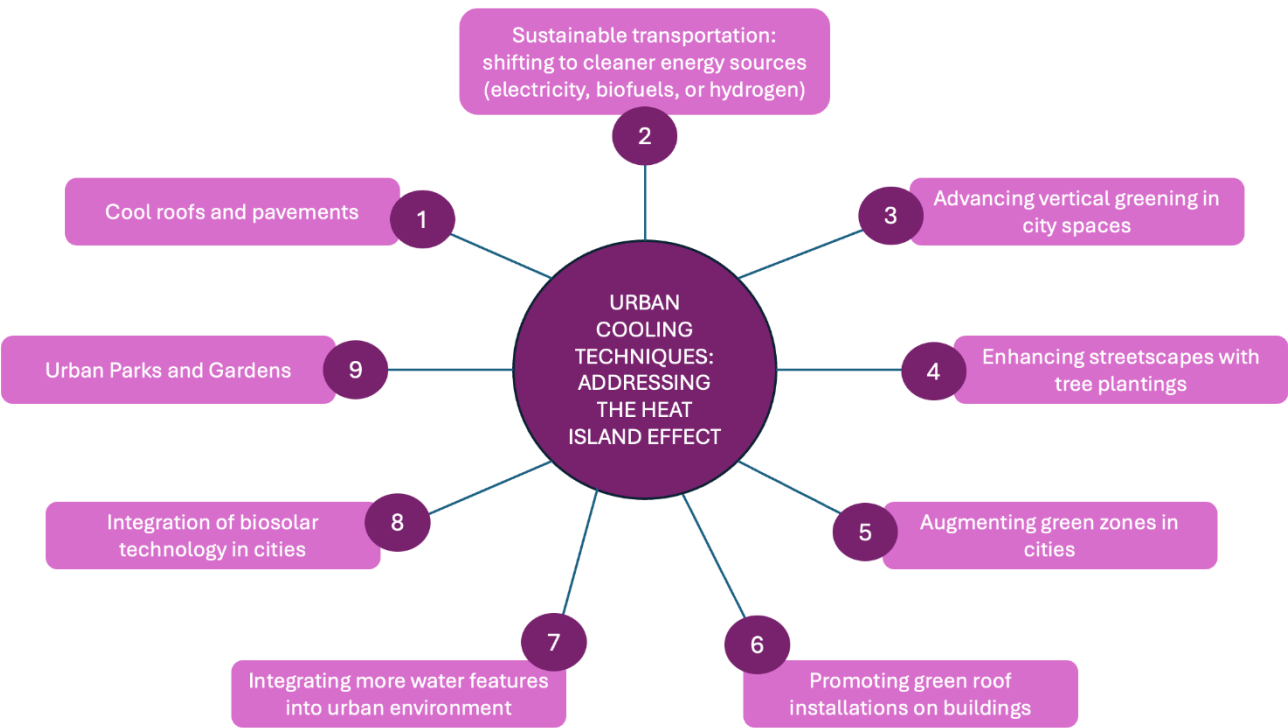 Sustainable transportation:
shifting to cleaner energy sources
(electricity, biofuels, or hydrogen)
2
Cool roofs and pavements
1
3
Advancing vertical greening in
city spaces
URBAN
COOLING
TECHNIQUES:
ADDRESSING
THE HEAT
ISLAND EFFECT
Urban Parks and Gardens
9
4
Enhancing streetscapes with
tree plantings
Integration of biosolar
technology in cities
8
5
Augmenting green zones in
cities
7
Integrating more water features
into urban environment
6
Promoting green roof
installations on buildings